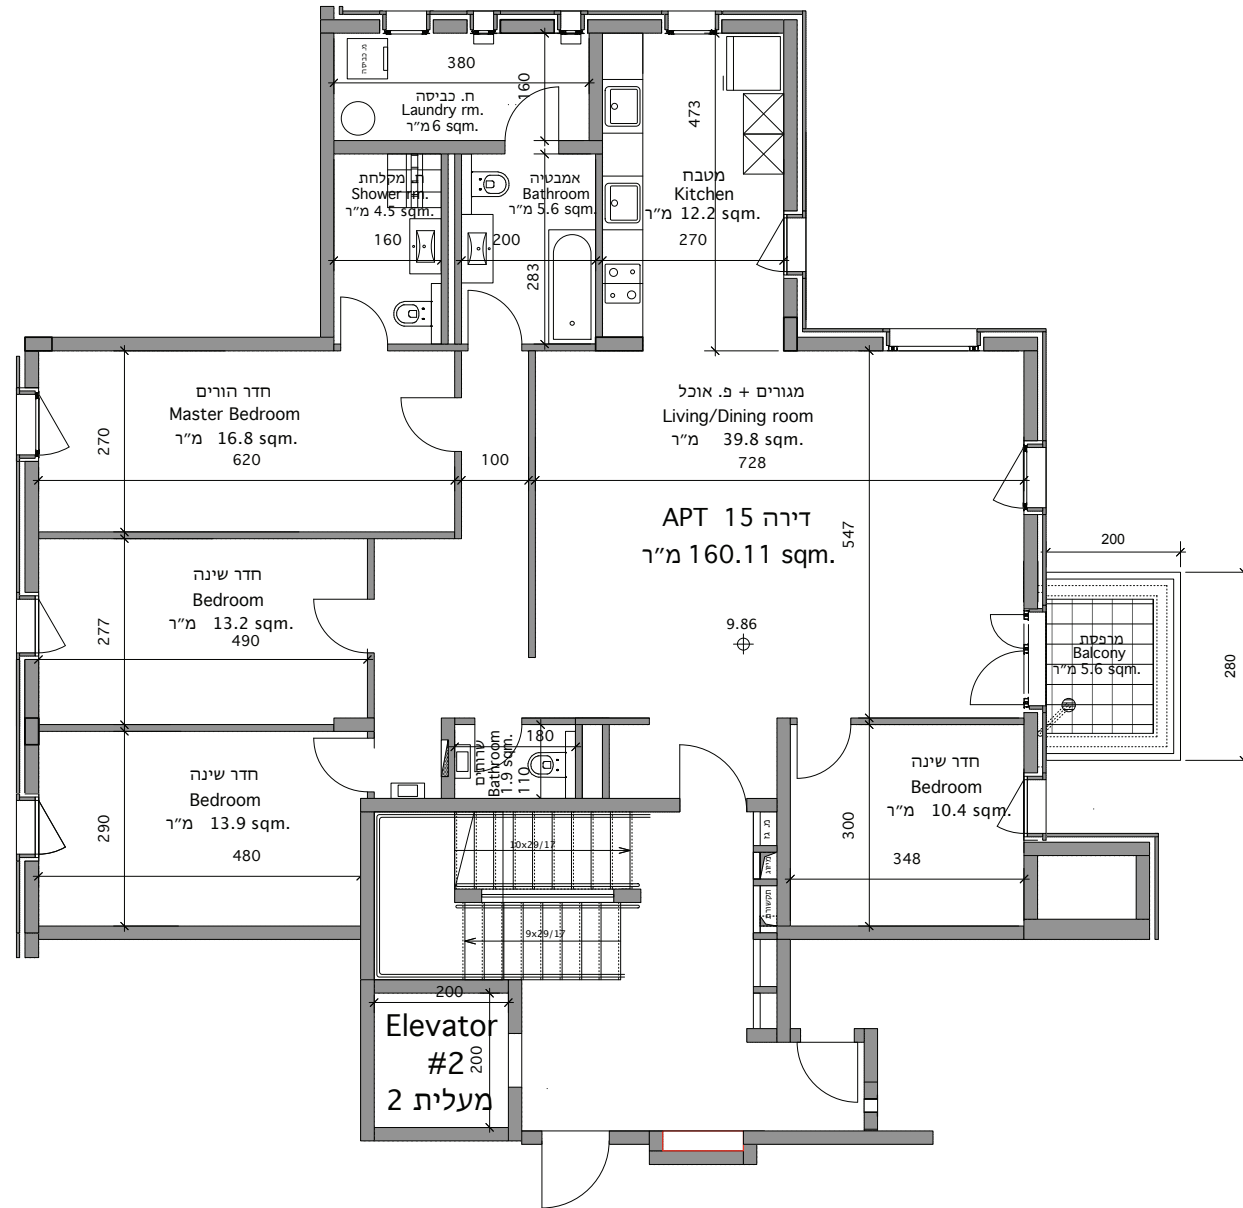 מ. כביסה
380
160
ח. כביסה
Laundry rm.
6 sqm. מ״ר
473
ח. מקלחת
Shower rm.
4.5 sqm. מ״ר
160
אמבטיה
Bathroom
5.6 sqm. מ״ר
200
283
מטבח
Kitchen
12.2 sqm. מ״ר
270
חדר הורים
Master Bedroom
16.8 sqm. מ״ר
620
270
100
מגורים + פ. אוכל
Living/Dining room
39.8 sqm. מ״ר
728
דירה APT 15
160.11 sqm. מ״ר
547
9.86
חדר שינה
Bedroom
13.2 sqm. מ״ר
490
277
200
280
מרפסת
Balcony
5.6 sqm. מ״ר
חדר שינה
Bedroom
13.9 sqm. מ״ר
480
290
שרותים
Bathroom
1.9 sqm.
180
110
חדר שינה
Bedroom
10.4 sqm. מ״ר
348
300
מ. גז
תקשורת
10x29/17
9x29/17
200
200
Elevator
#2
מעלית 2